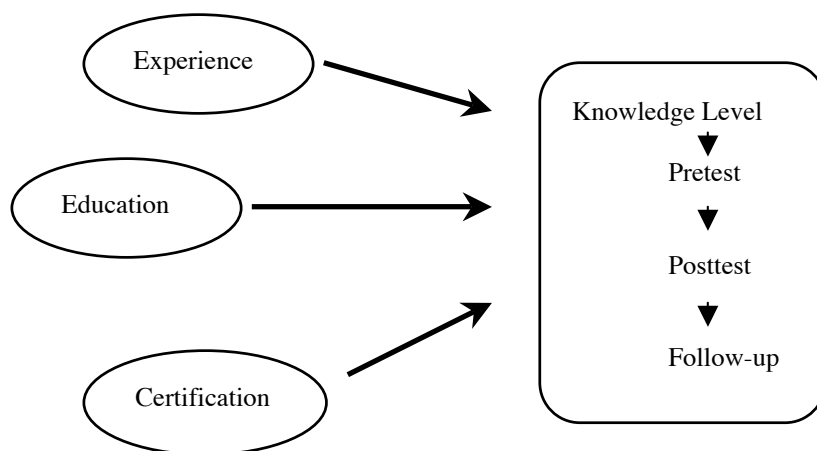 Experience
Education
Certification
Knowledge Level
Pretest
Posttest
Follow-up